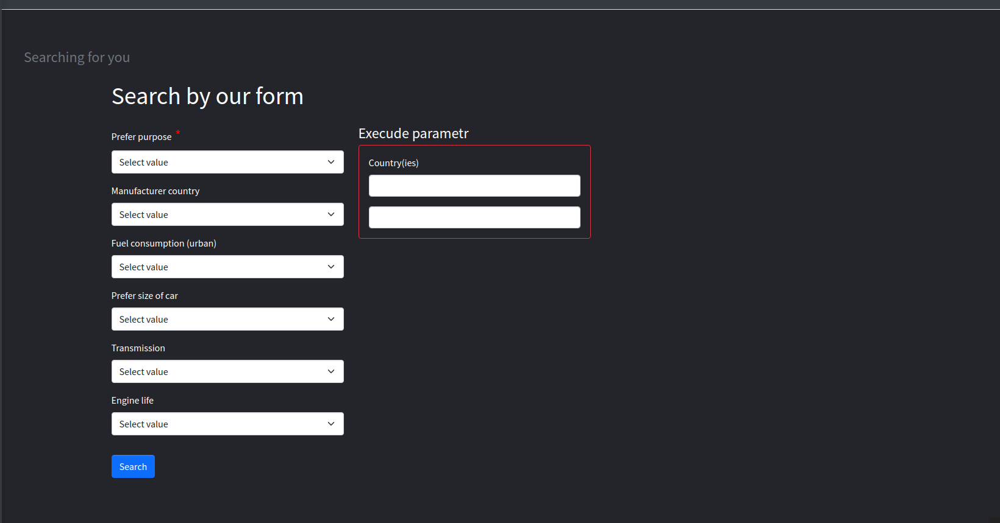 Searching for you
Search by our form
Prefer purpose *
Select value
Manufacturer country
Select value
Fuel consumption (urban)
Select value
Prefer size of car
Select value
Transmission
Select value
Engine life
Select value
Search
Execude parametr
Country(ies)